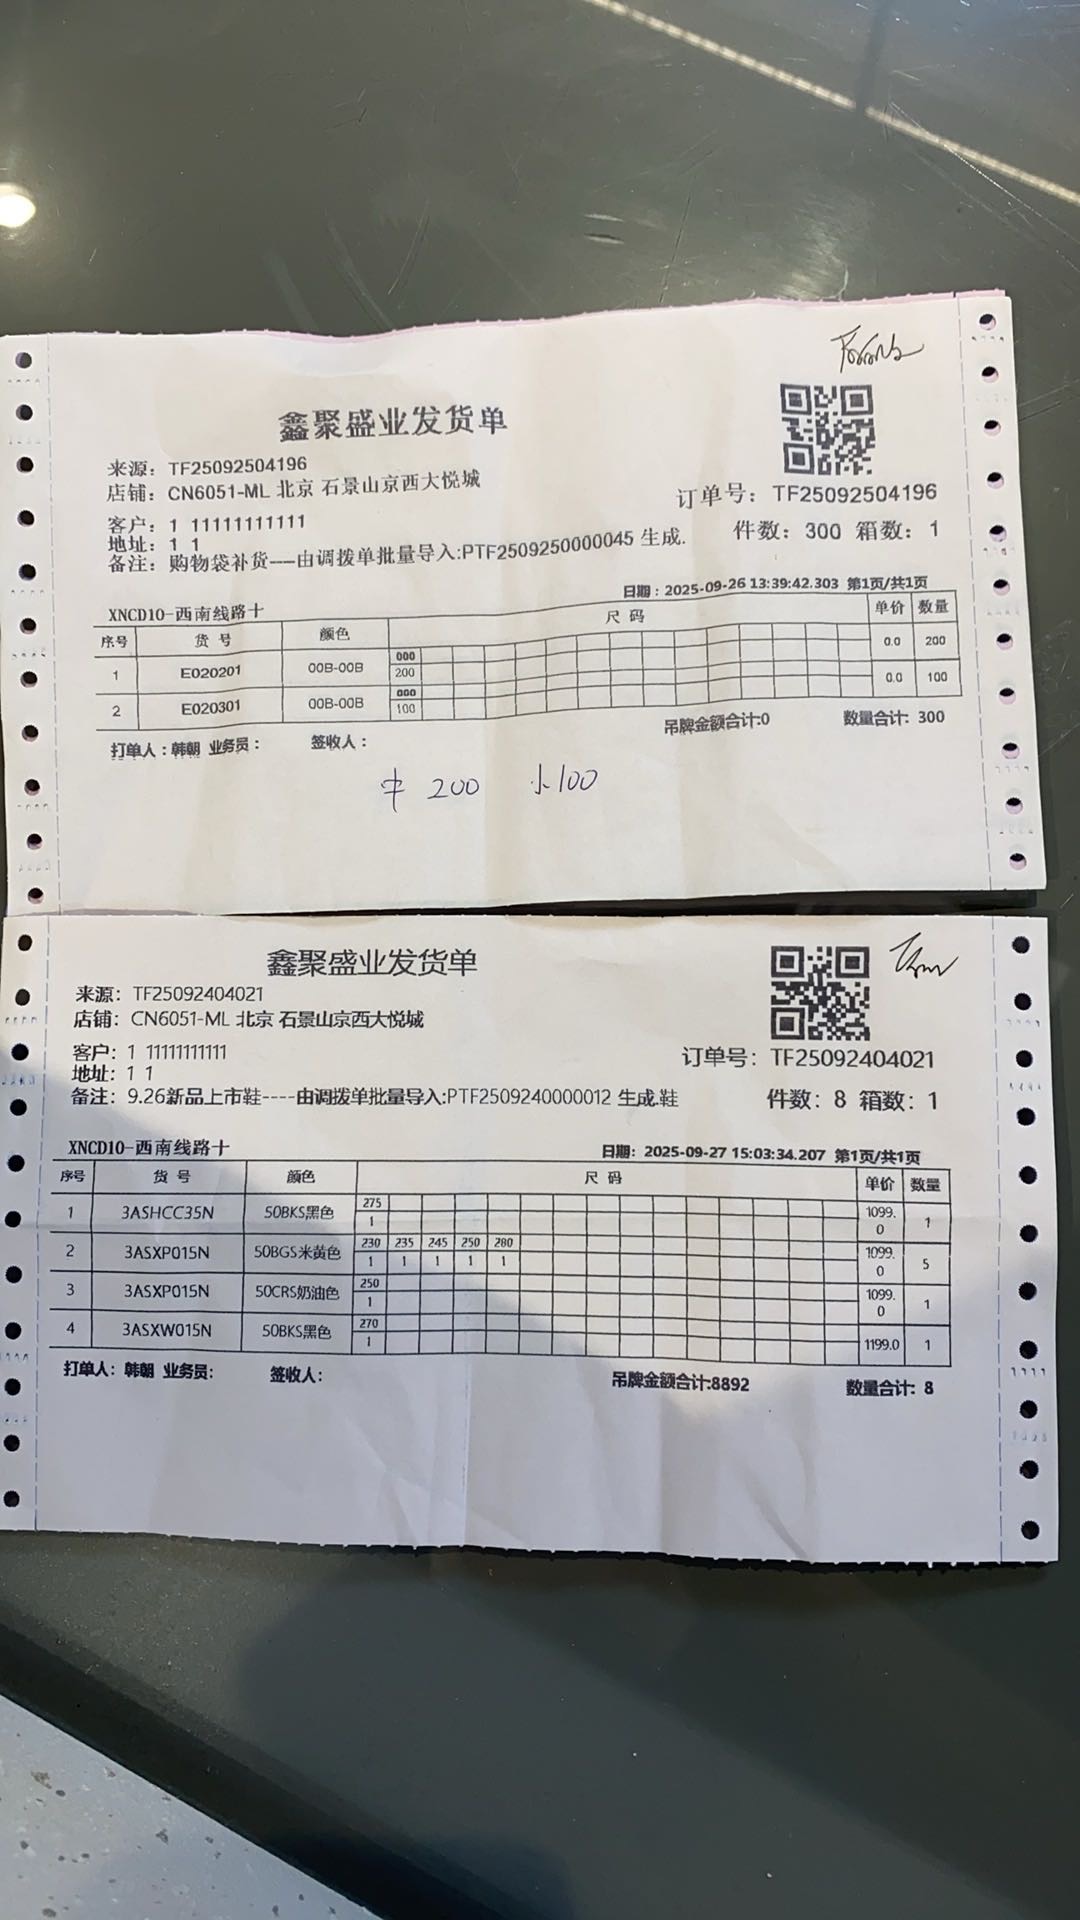 鑫聚盛业发货单
来源：TF25092504196
店铺：CN6051-ML 北京 石景山京西大悦城
订单号：TF25092504196
客户：1 11111111111
地址：1 1
件数：300 箱数：1
备注：购物袋补货----由调拨单批量导入:PTF2509250000045 生成.
日期：2025-09-26 13:39:42.303 第1页/共1页
XNCD10-西南线路十
序号 货 号 颜色 尺 码 单价 数量
000
1 E020201 00B-00B 200 0.0 200
000
2 E020301 00B-00B 100 0.0 100
吊牌金额合计:0 数量合计：300
打单人：韩朝 业务员： 签收人：
中 200 小 100
鑫聚盛业发货单
来源：TF25092404021
店铺：CN6051-ML 北京 石景山京西大悦城
客户：1 11111111111
订单号：TF25092404021
地址：1 1
备注：9.26新品上市鞋----由调拨单批量导入:PTF2509240000012 生成.鞋
件数：8 箱数：1
XNCD10-西南线路十
日期：2025-09-27 15:03:34.207 第1页/共1页
序号 货 号 颜色 尺 码 单价 数量
275
1 3ASHCC35N 50BKS黑色 1 1099.0 1
230 235 245 250 280
2 3ASXP015N 50BGS米黄色 1 1 1 1 1 1099.0 5
250
3 3ASXP015N 50CRS奶油色 1 1099.0 1
270
4 3ASXW015N 50BKS黑色 1 1199.0 1
打单人：韩朝 业务员： 签收人： 吊牌金额合计:8892 数量合计：8